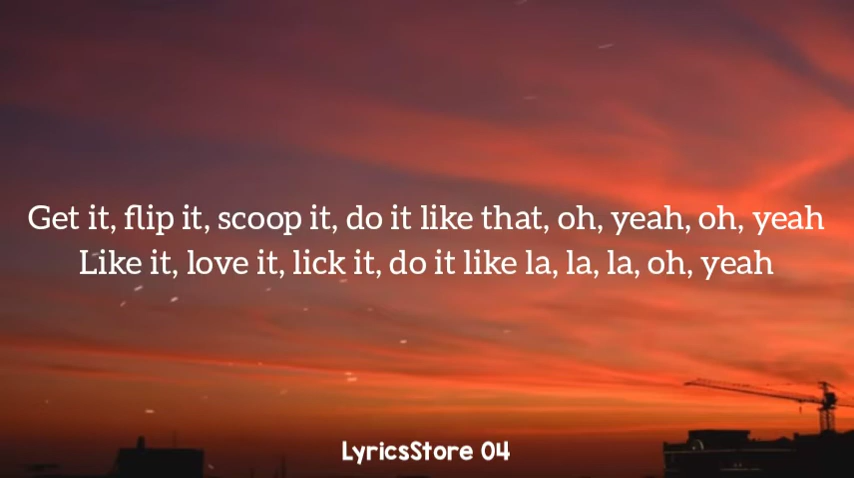 Get it, flip it, scoop it, do it like that, oh, yeah, oh, yeah
Like it, love it, lick it, do it like la, la, la, oh, yeah
LyricsStore 04